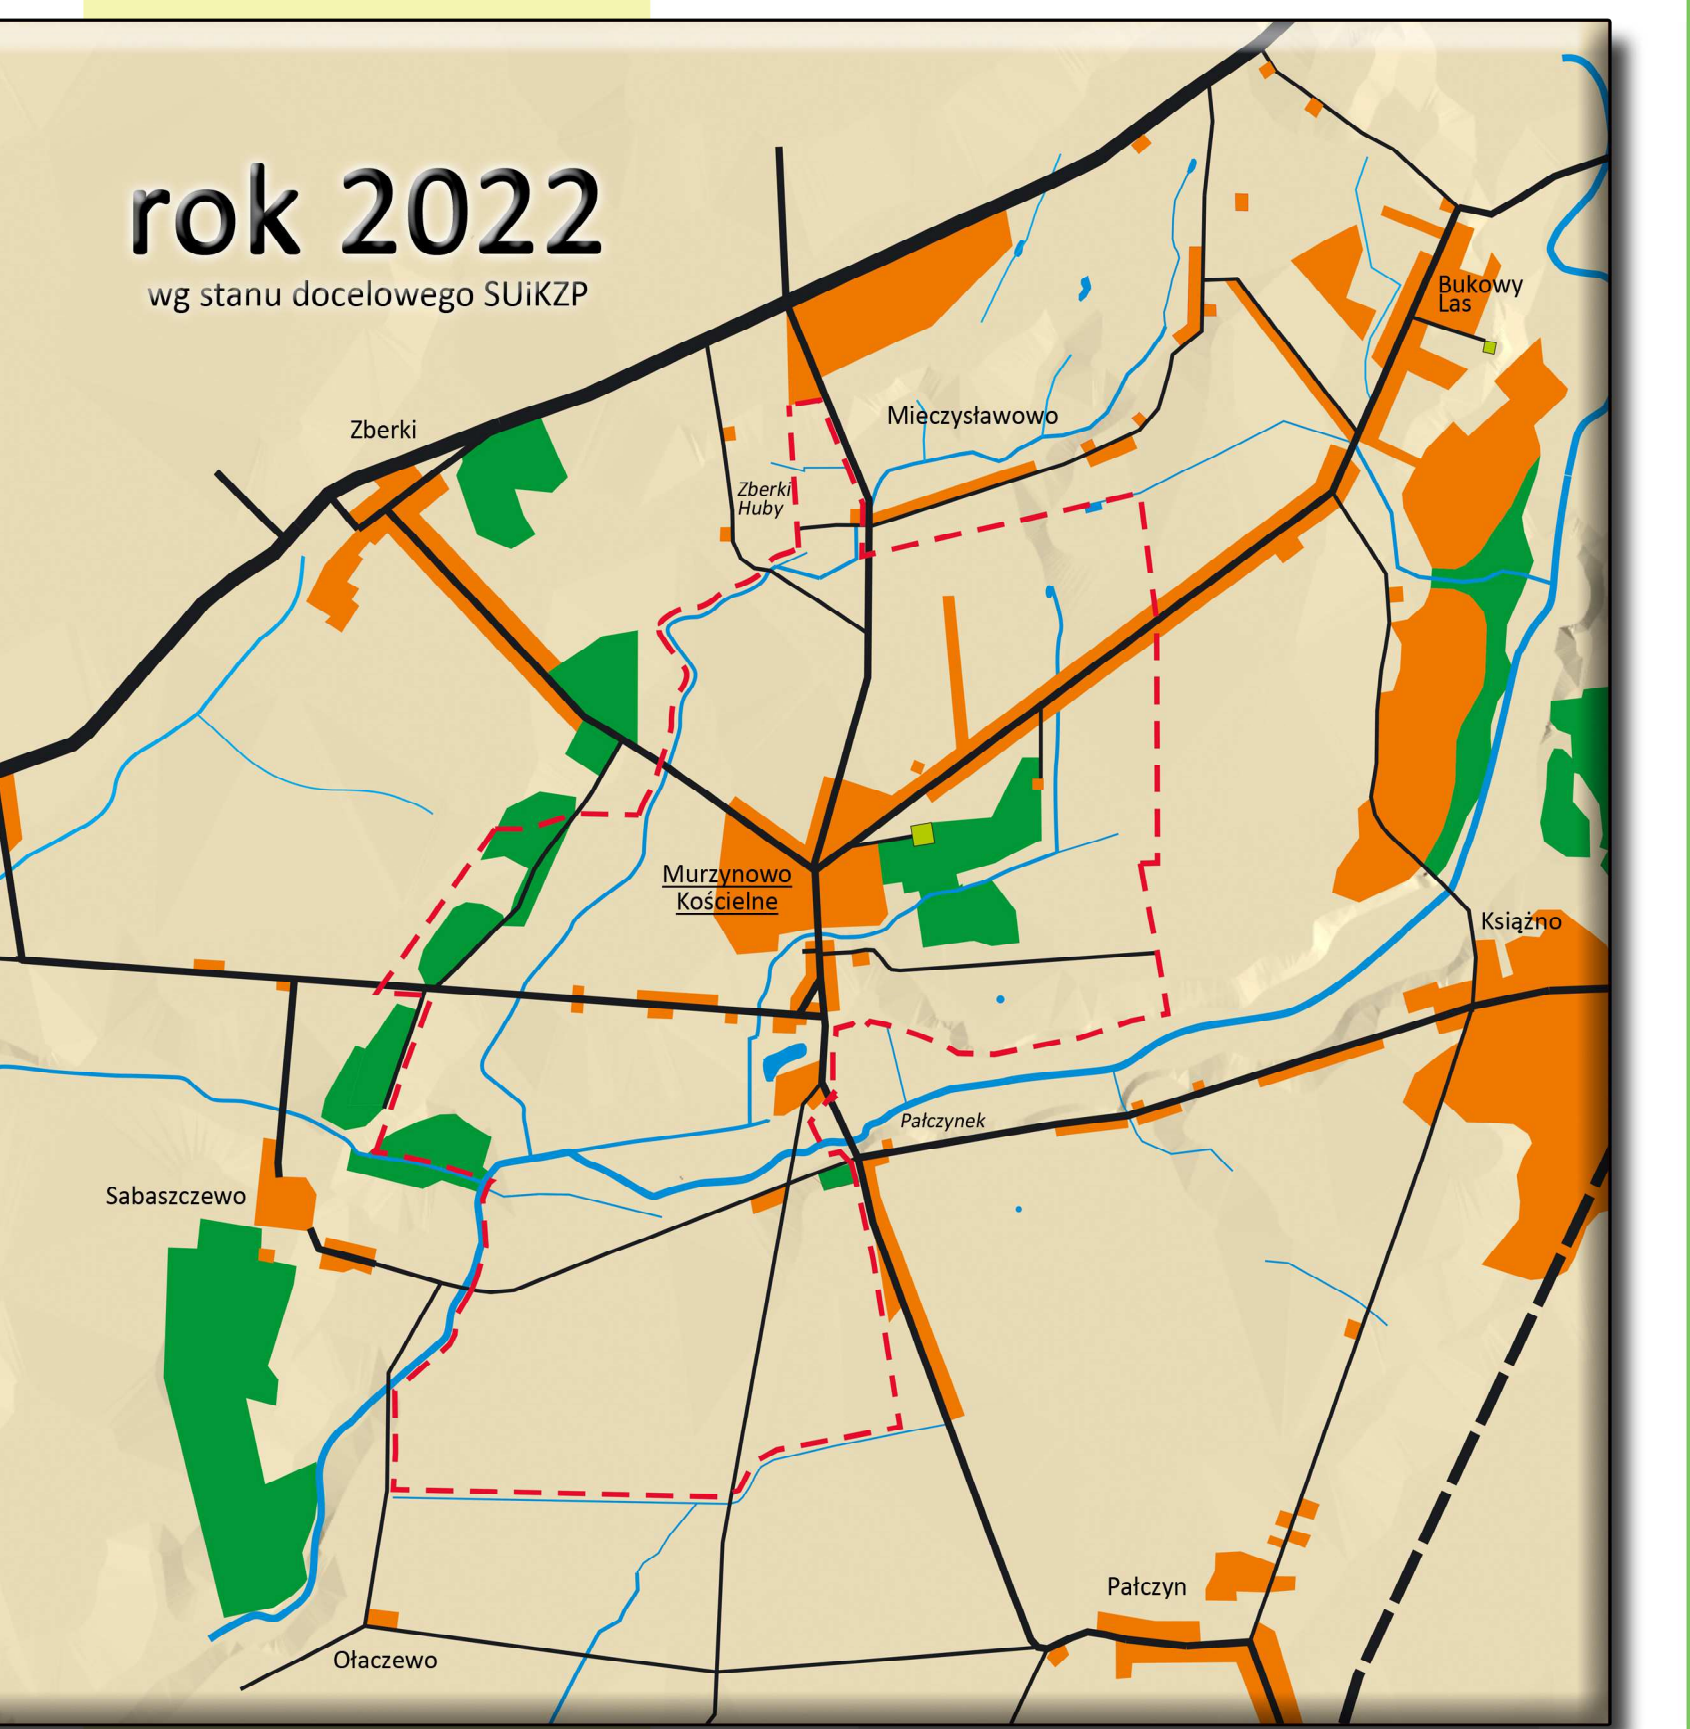 rok 2022
wg stanu docelowego SUiKZP
Bukowy
Las
Mieczysławowo
Zberki
Zberki
Huby
Murzynowo
Kościelne
Książno
Pałczynek
Sabaszczewo
Pałczyn
Ołaczewo